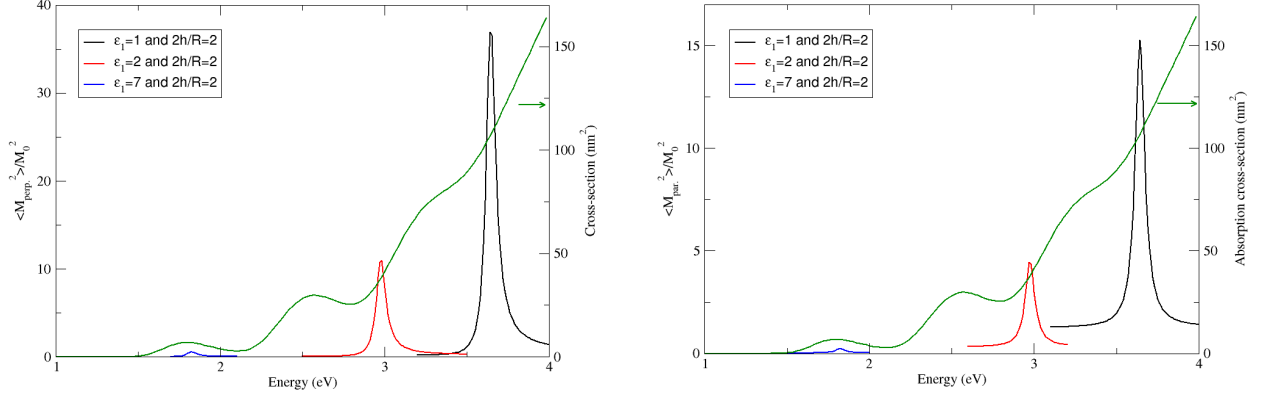 40
30
20
10
0
<M_perp.^2>/M_0^2
ε_1=1 and 2h/R=2
ε_1=2 and 2h/R=2
ε_1=7 and 2h/R=2
150
100
50
0
Cross-section (nm^2)
1 2 3 4
Energy (eV)
15
10
5
0
<M_par.^2>/M_0^2
ε_1=1 and 2h/R=2
ε_1=2 and 2h/R=2
ε_1=7 and 2h/R=2
150
100
50
0
Absorption cross-section (nm^2)
1 2 3 4
Energy (eV)